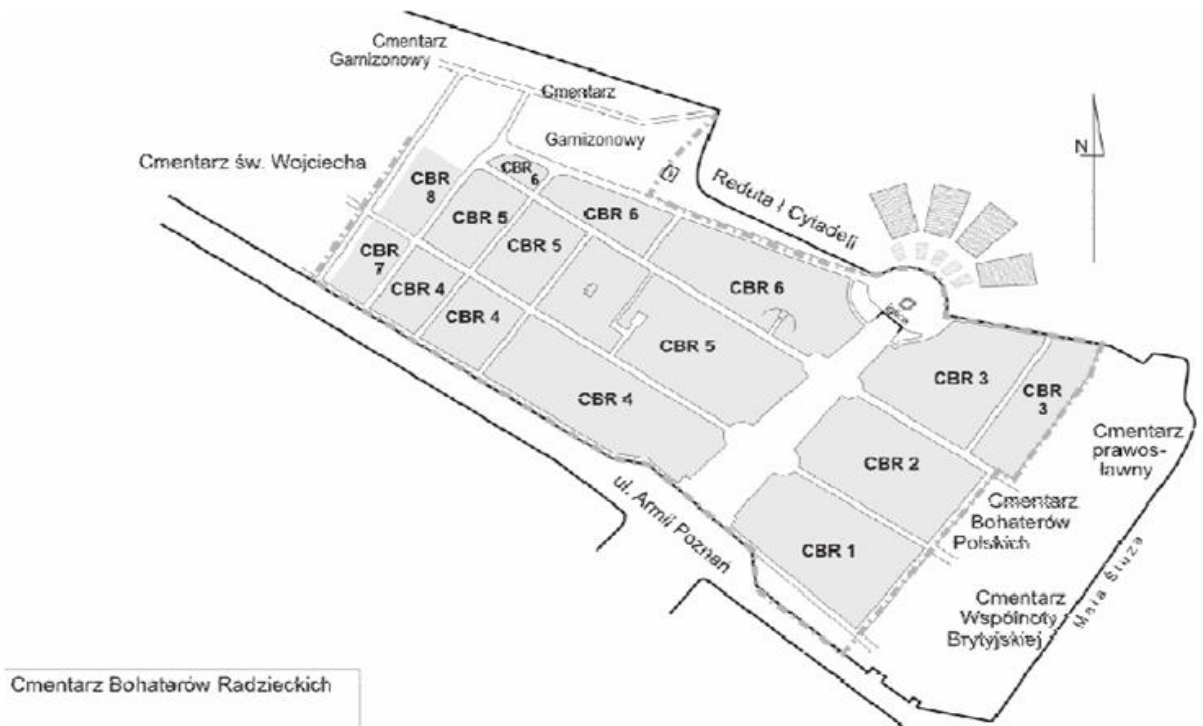 Cmentarz
Garnizonowy
Cmentarz
Garnizonowy
Cmentarz św. Wojciecha
N
Reduta I Cytadeli
CBR
8
CBR
6
CBR 5
CBR 6
CBR
7
CBR 5
CBR 4
CBR 6
CBR 4
CBR 5
CBR 3
CBR
3
CBR 4
CBR 2
CBR 1
Cmentarz
prawos-
ławny
Cmentarz
Bohaterów
Polskich
ul. Armii Poznań
Cmentarz
Wspólnoty
Brytyjskiej
Mała Śluza
Cmentarz Bohaterów Radzieckich